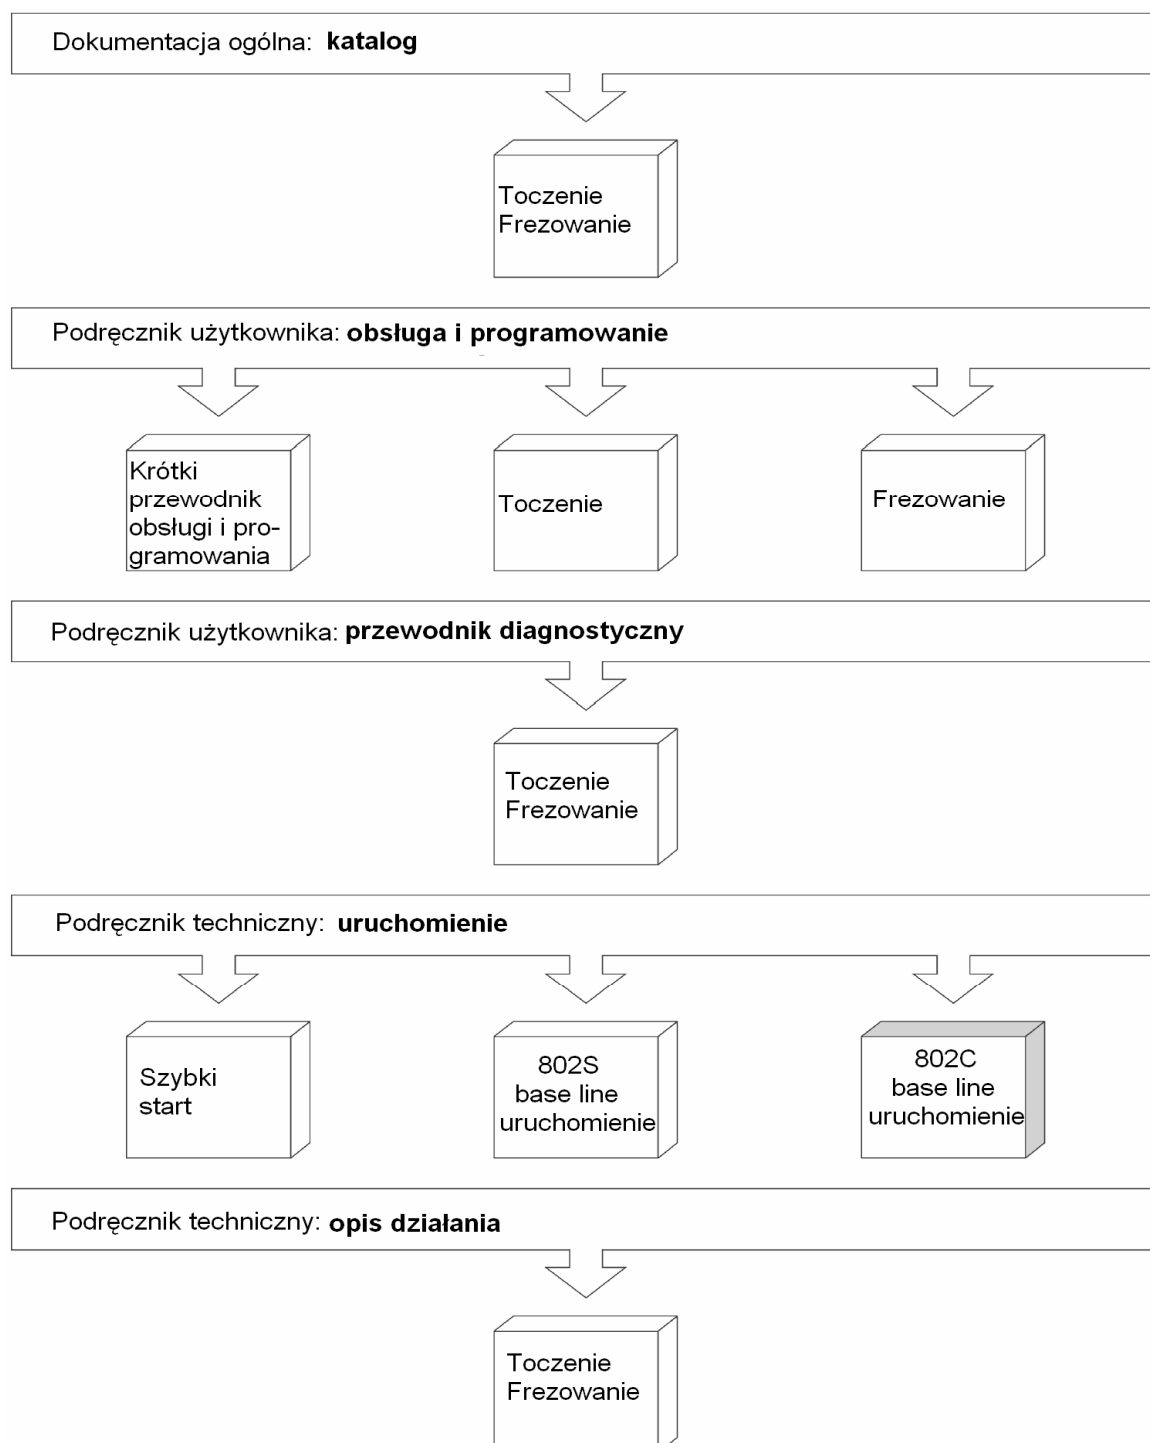 Dokumentacja ogólna: katalog
Toczenie
Frezowanie
Podręcznik użytkownika: obsługa i programowanie
Krótki
przewodnik
obsługi i pro-
gramowania
Toczenie
Frezowanie
Podręcznik użytkownika: przewodnik diagnostyczny
Toczenie
Frezowanie
Podręcznik techniczny: uruchomienie
Szybki
start
802S
base line
uruchomienie
802C
base line
uruchomienie
Podręcznik techniczny: opis działania
Toczenie
Frezowanie